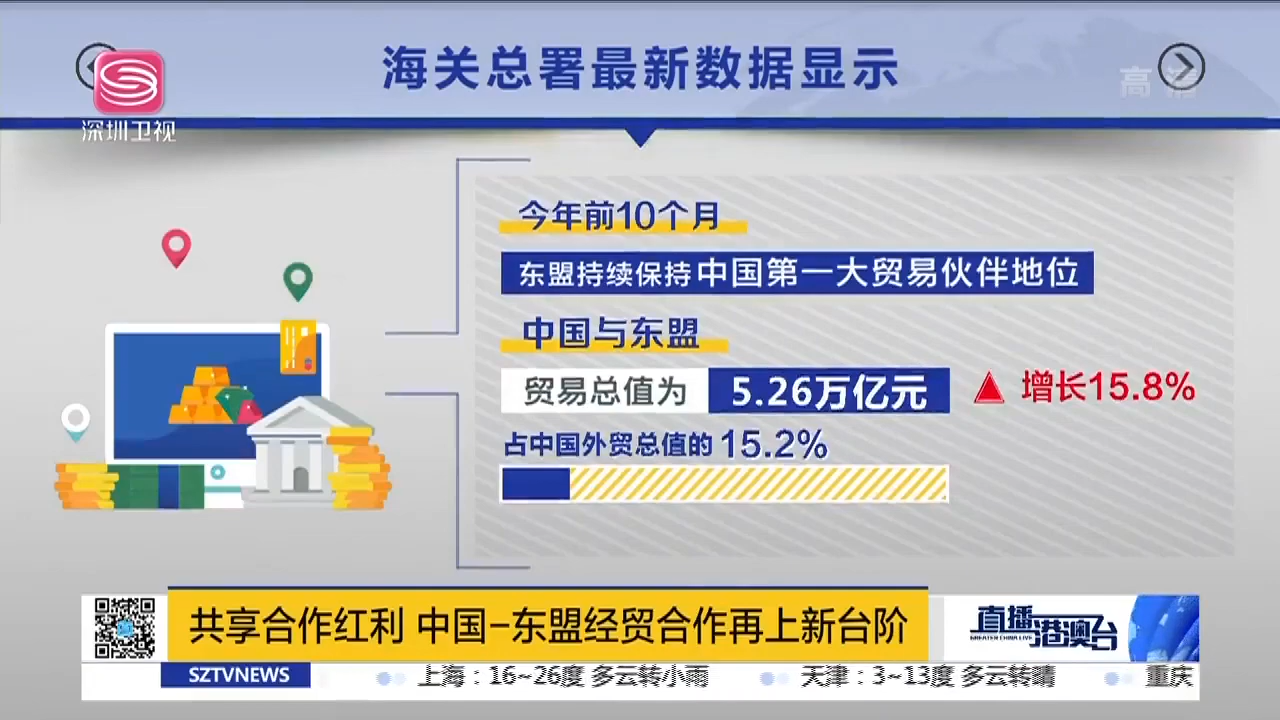 海关总署最新数据显示
高清
深圳卫视
今年前10个月
东盟持续保持中国第一大贸易伙伴地位
中国与东盟
贸易总值为 5.26万亿元 增长15.8%
占中国外贸总值的15.2%
共享合作红利 中国-东盟经贸合作再上新台阶
直播港澳台
GREATER CHINA LIVE
SZTVNEWS
上海：16~26度 多云转小雨 天津：3~13度 多云转晴 重庆